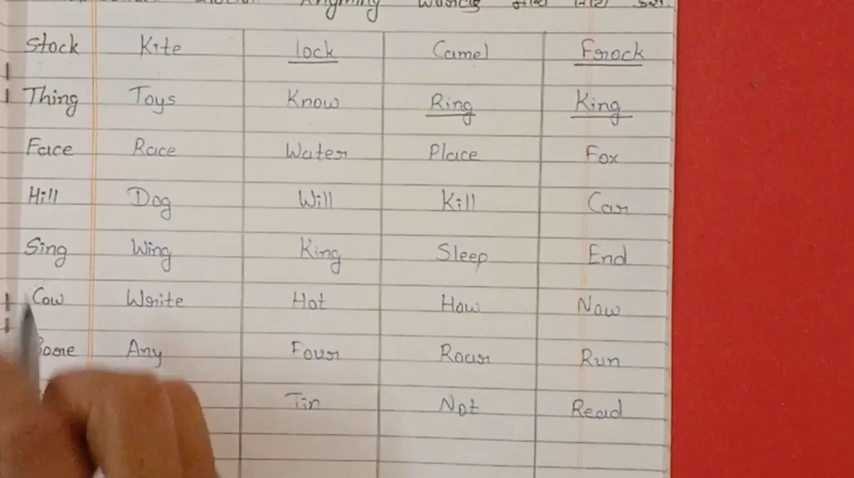 Rhyming Words
Stock Kite lock Camel Frock
Thing Toys Know Ring King
Face Race Water Place Fox
Hill Dog Will Kill Car
Sing Wing King Sleep End
Cow Write Hot How Now
Any Four Roar Run
Tin Not Read